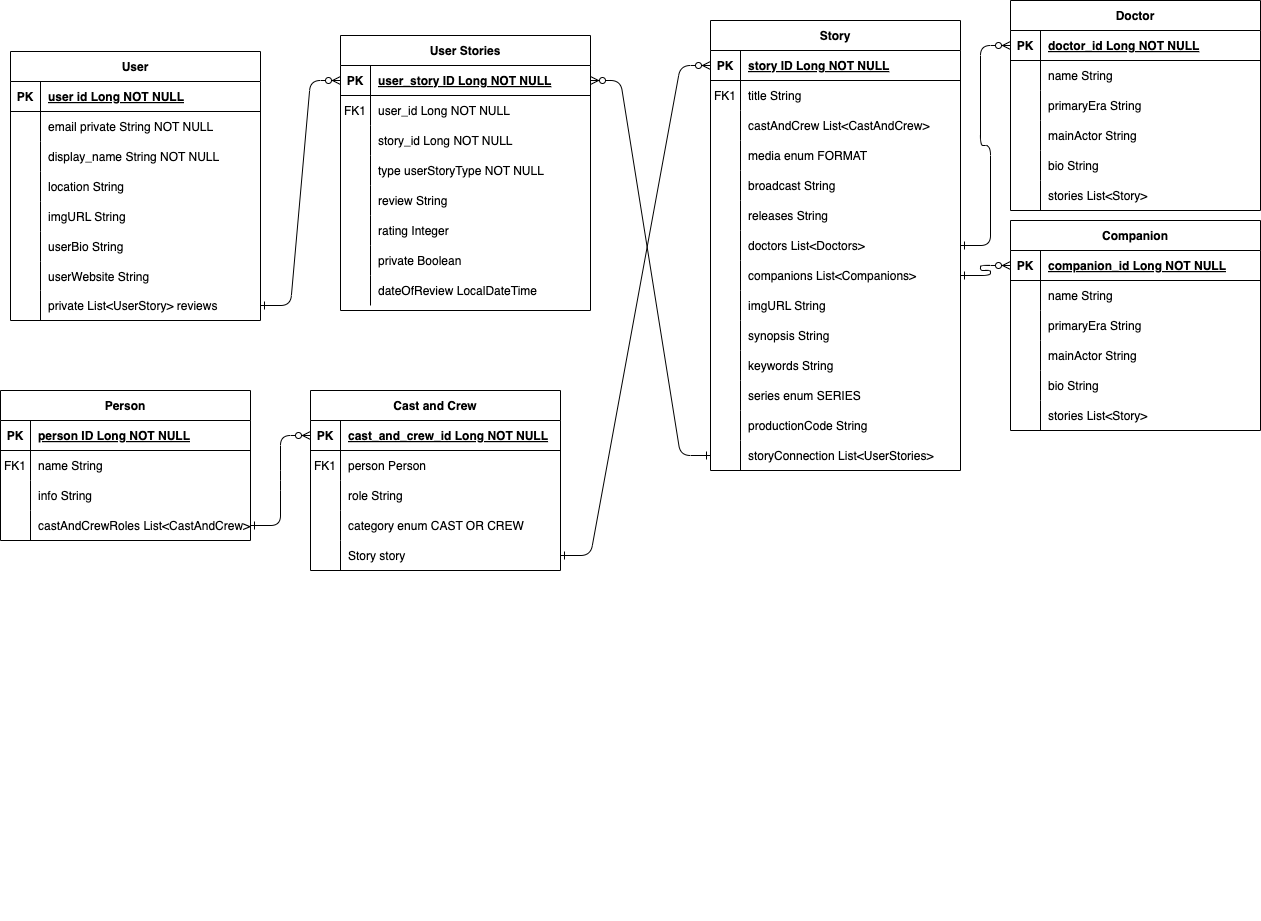 User
PK user id Long NOT NULL
email private String NOT NULL
display_name String NOT NULL
location String
imgURL String
userBio String
userWebsite String
private List<UserStory> reviews
User Stories
PK user_story ID Long NOT NULL
FK1 user_id Long NOT NULL
story_id Long NOT NULL
type userStoryType NOT NULL
review String
rating Integer
private Boolean
dateOfReview LocalDateTime
Story
PK story ID Long NOT NULL
FK1 title String
castAndCrew List<CastAndCrew>
media enum FORMAT
broadcast String
releases String
doctors List<Doctors>
companions List<Companions>
imgURL String
synopsis String
keywords String
series enum SERIES
productionCode String
storyConnection List<UserStories>
Doctor
PK doctor_id Long NOT NULL
name String
primaryEra String
mainActor String
bio String
stories List<Story>
Companion
PK companion_id Long NOT NULL
name String
primaryEra String
mainActor String
bio String
stories List<Story>
Person
PK person ID Long NOT NULL
FK1 name String
info String
castAndCrewRoles List<CastAndCrew>
Cast and Crew
PK cast_and_crew_id Long NOT NULL
FK1 person Person
role String
category enum CAST OR CREW
Story story